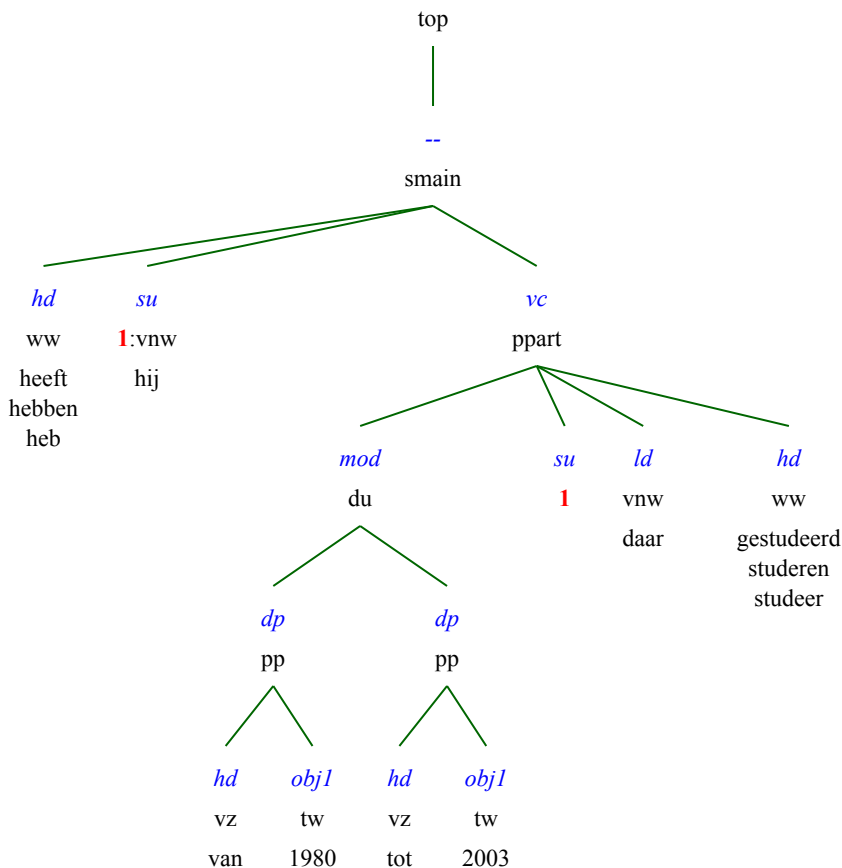 top
--
smain
hd su vc
ww 1:vnw ppart
heeft hij
hebben
heb
mod su ld hd
du 1 vnw ww
daar gestudeerd
studeren
studeer
dp dp
pp pp
hd obj1 hd obj1
vz tw vz tw
van 1980 tot 2003